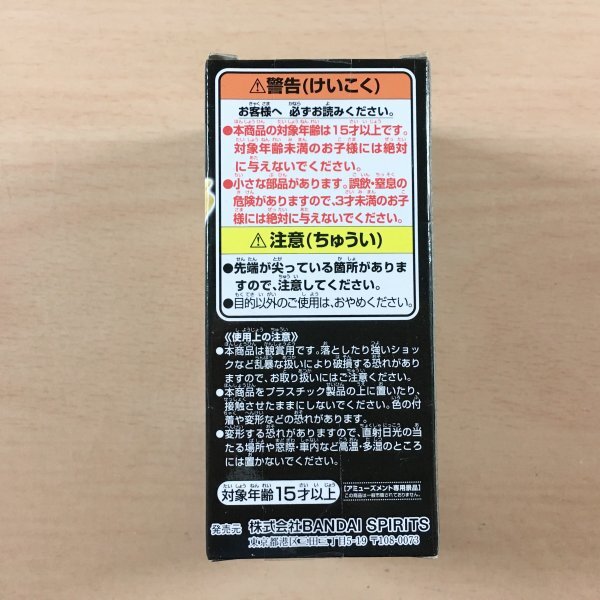 ⚠警告(けいこく)
お客様へ 必ずお読みください。
●本商品の対象年齢は15才以上です。
対象年齢未満のお子様には絶対
に与えないでください。
●小さな部品があります。誤飲・窒息の
危険がありますので、3才未満のお子
様には絶対に与えないでください。
⚠注意(ちゅうい)
●先端が尖っている箇所がありま
すので、注意してください。
●目的以外のご使用は、おやめください。
《使用上の注意》
●本商品は観賞用です。落としたり強いショッ
クなど乱暴な扱いにより破損する恐れがあり
ますので、お取り扱いにはご注意ください。
●本商品をプラスチック製品の上に置いたり、
接触させたままにしないでください。色の付
着や変形などの恐れがあります。
●変形する恐れがありますので、直射日光の当
たる場所や窓際・車内など高温・多湿のところ
には置かないでください。
対象年齢15才以上
【アミューズメント専用景品】
この商品は一般市販されておりません。
発売元 株式会社BANDAI SPIRITS
東京都港区三田三丁目5-19 〒108-0073